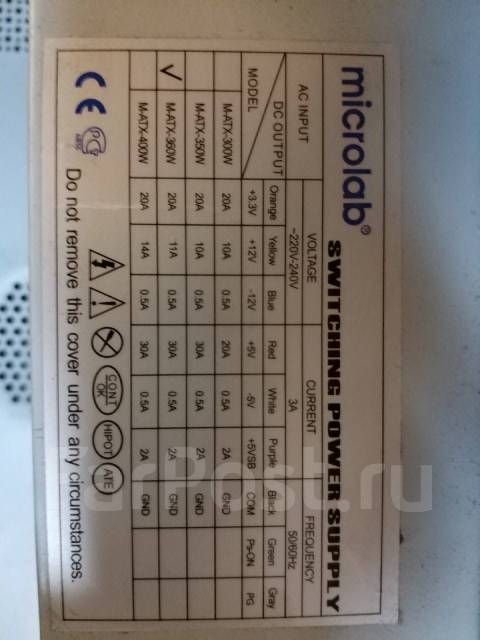 microlab®
SWITCHING POWER SUPPLY
AC INPUT VOLTAGE CURRENT FREQUENCY
~220V-240V 3A 50/60Hz
DC OUTPUT Orange Yellow Blue Red White Purple Black Green Gray
MODEL +3.3V +12V -12V +5V -5V +5VSB COM Ps-ON PG
M-ATX-300W 20A 10A 0.5A 20A 0.5A 2A GND
M-ATX-350W 20A 10A 0.5A 30A 0.5A 2A GND
√ M-ATX-360W 20A 11A 0.5A 30A 0.5A 2A GND
M-ATX-400W 20A 14A 0.5A 30A 0.5A 2A GND
CE PC
CONT OK HIPOT ATE
Do not remove this cover under any circumstances.
FarPost.ru